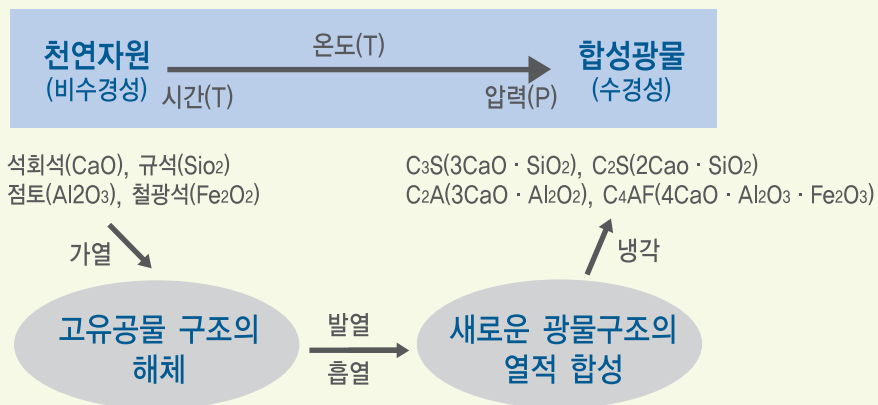 천연자원
(비수경성)
온도(T)
시간(T)
압력(P)
합성광물
(수경성)
석회석(CaO), 규석(Sio2)
점토(Al2O3), 철광석(Fe2O2)
C3S(3CaO · SiO2), C2S(2Cao · SiO2)
C2A(3CaO · Al2O2), C4AF(4CaO · Al2O3 · Fe2O3)
가열
냉각
고유공물 구조의
해체
발열
흡열
새로운 광물구조의
열적 합성